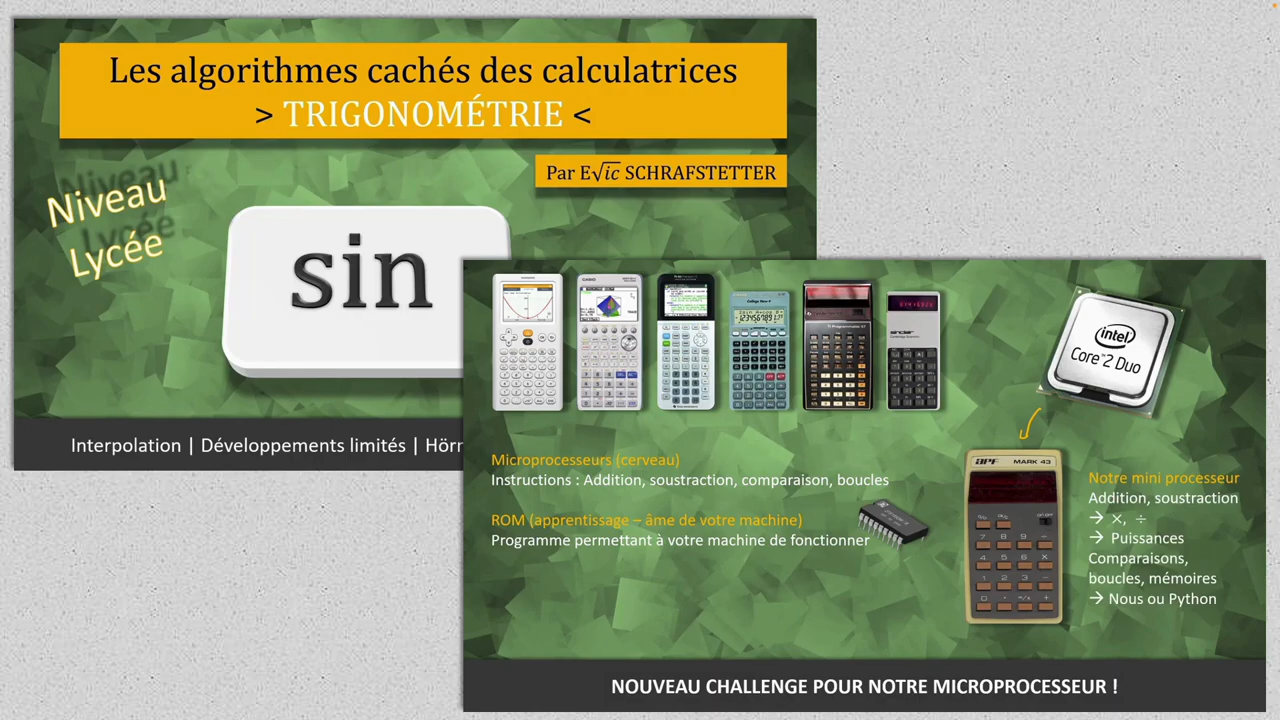 Les algorithmes cachés des calculatrices
> TRIGONOMÉTRIE <
Par E√ic SCHRAFSTETTER
Niveau
Lycée
sin
Interpolation | Développements limités | Hörn
intel
Core™2 Duo
Microprocesseurs (cerveau)
Instructions : Addition, soustraction, comparaison, boucles
ROM (apprentissage – âme de votre machine)
Programme permettant à votre machine de fonctionner
APF MARK 43
Notre mini processeur
Addition, soustraction
→ ×, ÷
→ Puissances
Comparaisons,
boucles, mémoires
→ Nous ou Python
NOUVEAU CHALLENGE POUR NOTRE MICROPROCESSEUR !